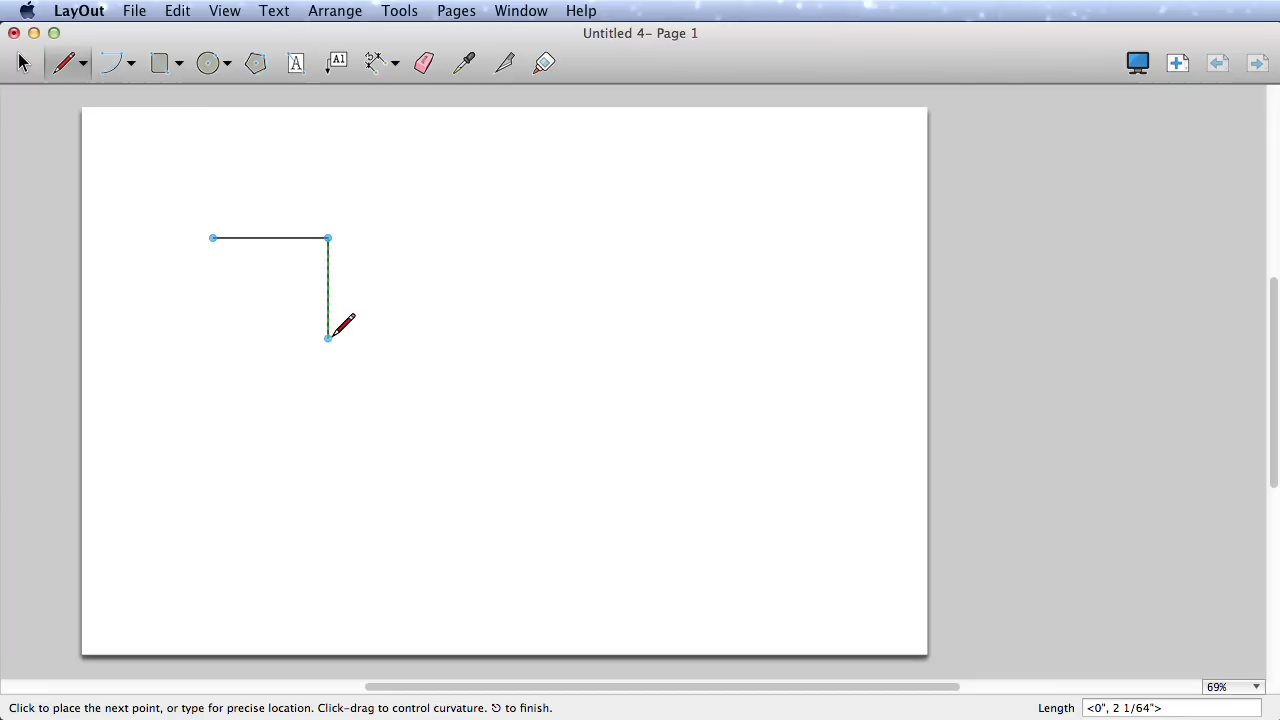 LayOut File Edit View Text Arrange Tools Pages Window Help
Untitled 4– Page 1
A A1
69%
Click to place the next point, or type for precise location. Click-drag to control curvature. ⎋ to finish. Length <0", 2 1/64">